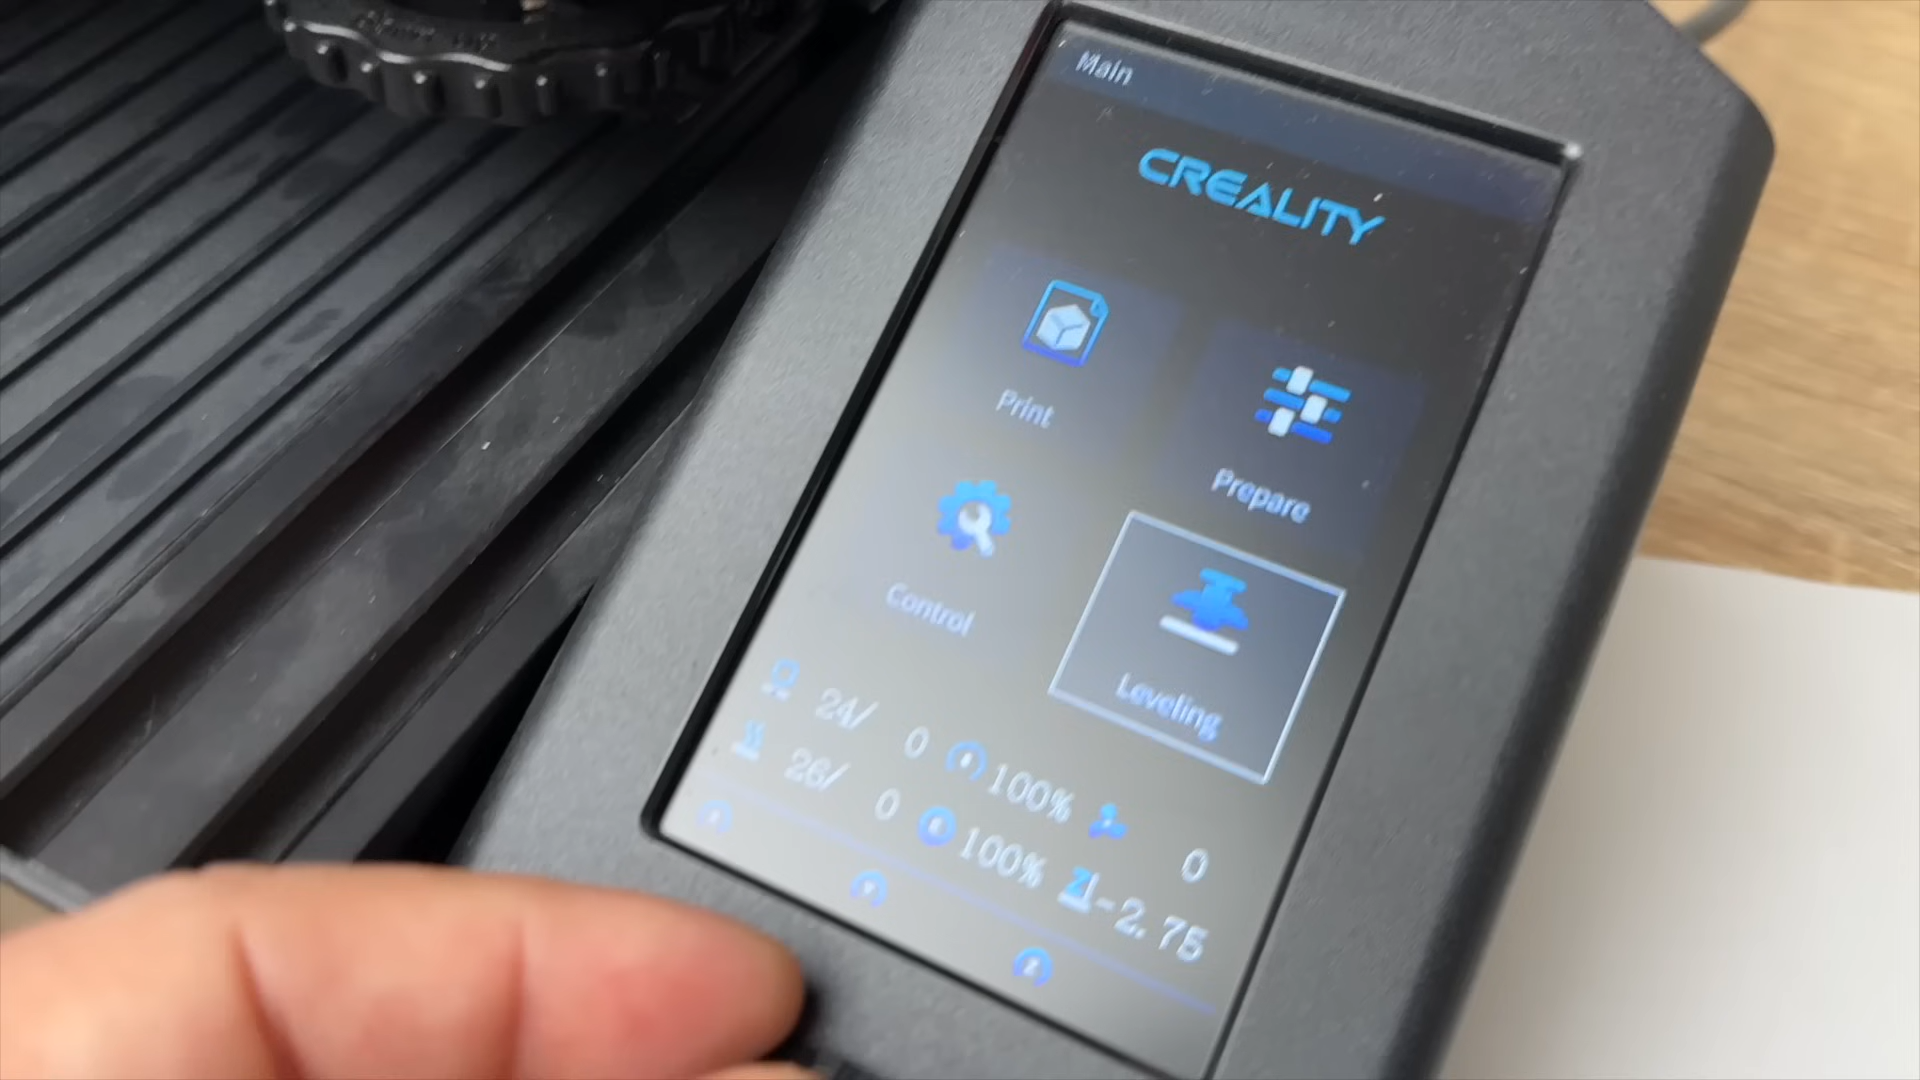 Main
CREALITY
Print
Prepare
Control
Leveling
24/ 0 100% 0
26/ 0 100% Z -2.75